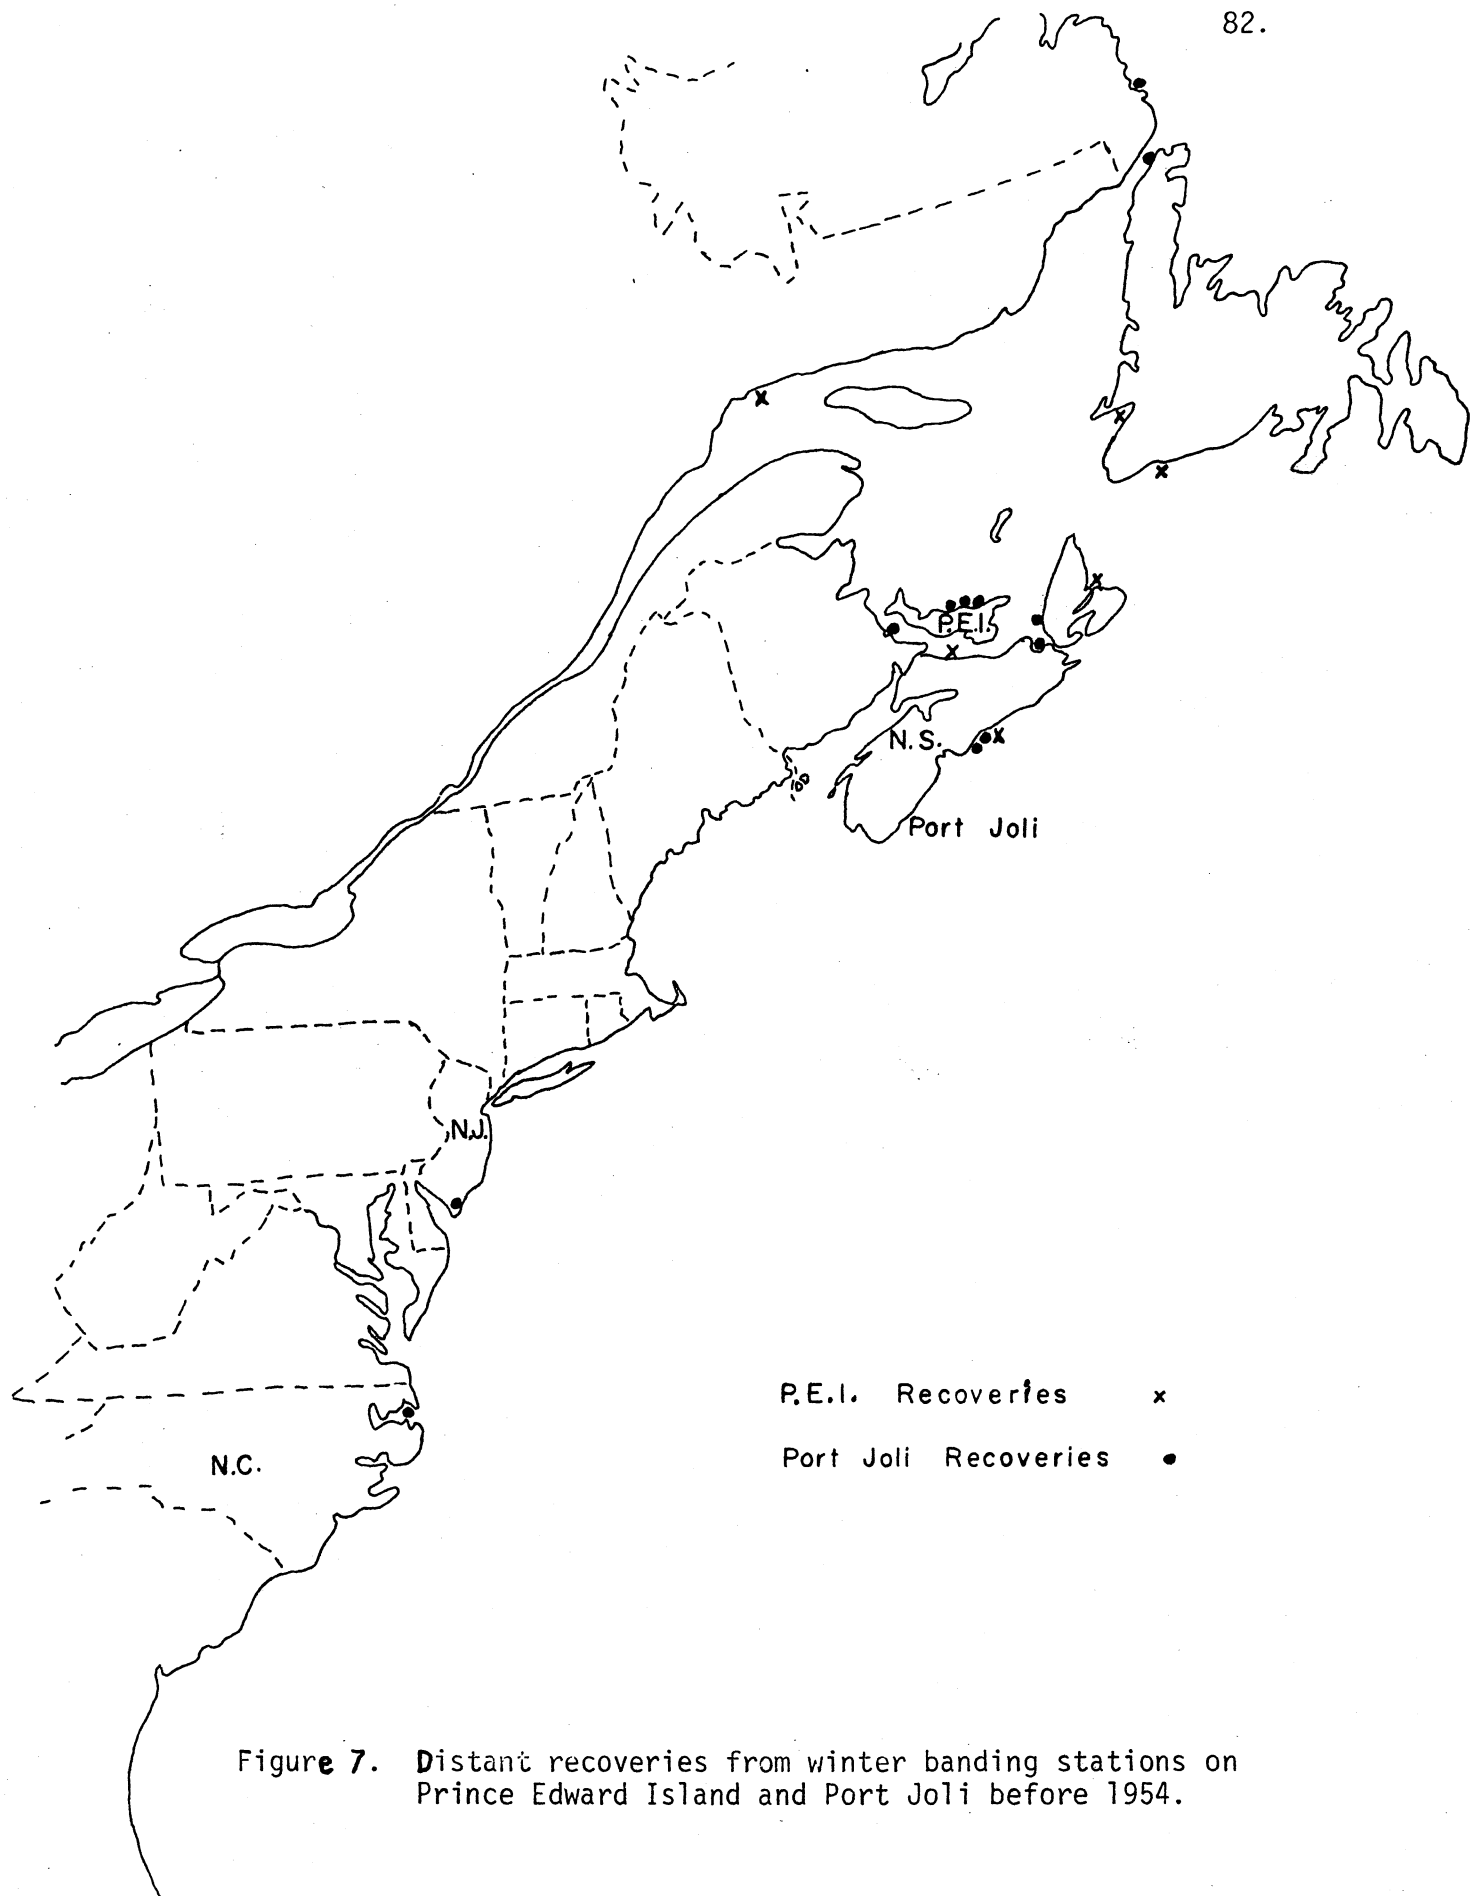 82.
P.E.I.
N.S.
Port Joli
N.J.
P.E.I. Recoveries x
Port Joli Recoveries ●
N.C.
Figure 7. Distant recoveries from winter banding stations on
Prince Edward Island and Port Joli before 1954.